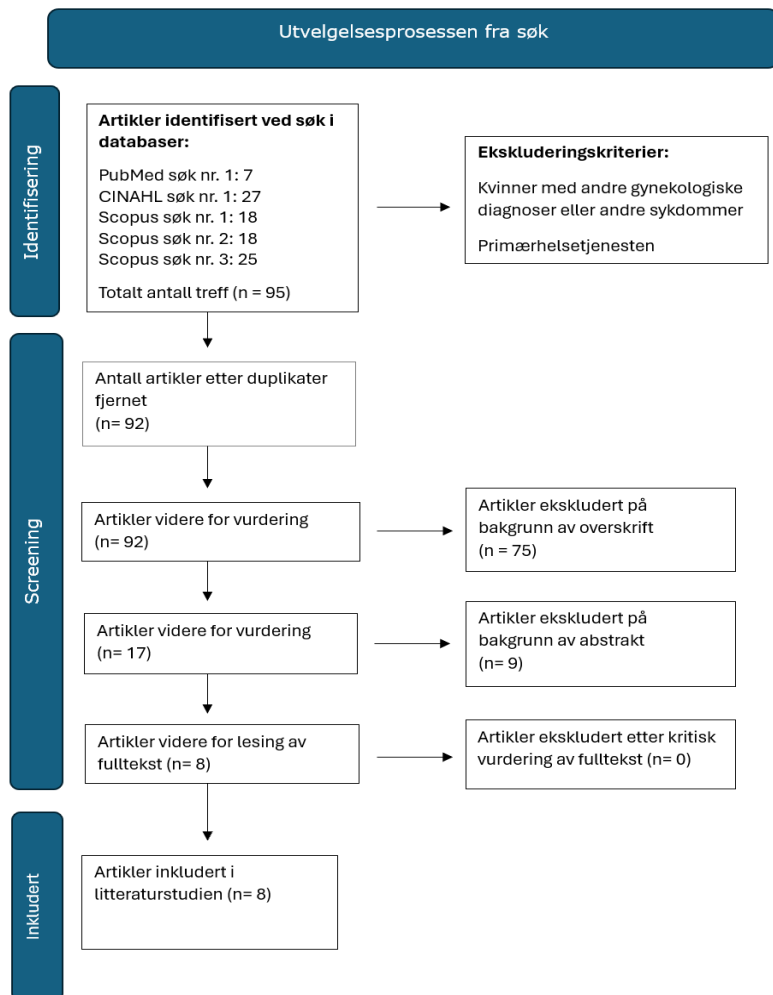 Utvelgelsesprosessen fra søk
Identifisering
Artikler identifisert ved søk i
databaser:
PubMed søk nr. 1: 7
CINAHL søk nr. 1: 27
Scopus søk nr. 1: 18
Scopus søk nr. 2: 18
Scopus søk nr. 3: 25
Totalt antall treff (n = 95)
Ekskluderingskriterier:
Kvinner med andre gynekologiske
diagnoser eller andre sykdommer
Primærhelsetjenesten
Screening
Antall artikler etter duplikater
fjernet
(n= 92)
Artikler videre for vurdering
(n= 92)
Artikler ekskludert på
bakgrunn av overskrift
(n = 75)
Artikler videre for vurdering
(n= 17)
Artikler ekskludert på
bakgrunn av abstrakt
(n= 9)
Artikler videre for lesing av
fulltekst (n= 8)
Artikler ekskludert etter kritisk
vurdering av fulltekst (n= 0)
Inkludert
Artikler inkludert i
litteraturstudien (n= 8)